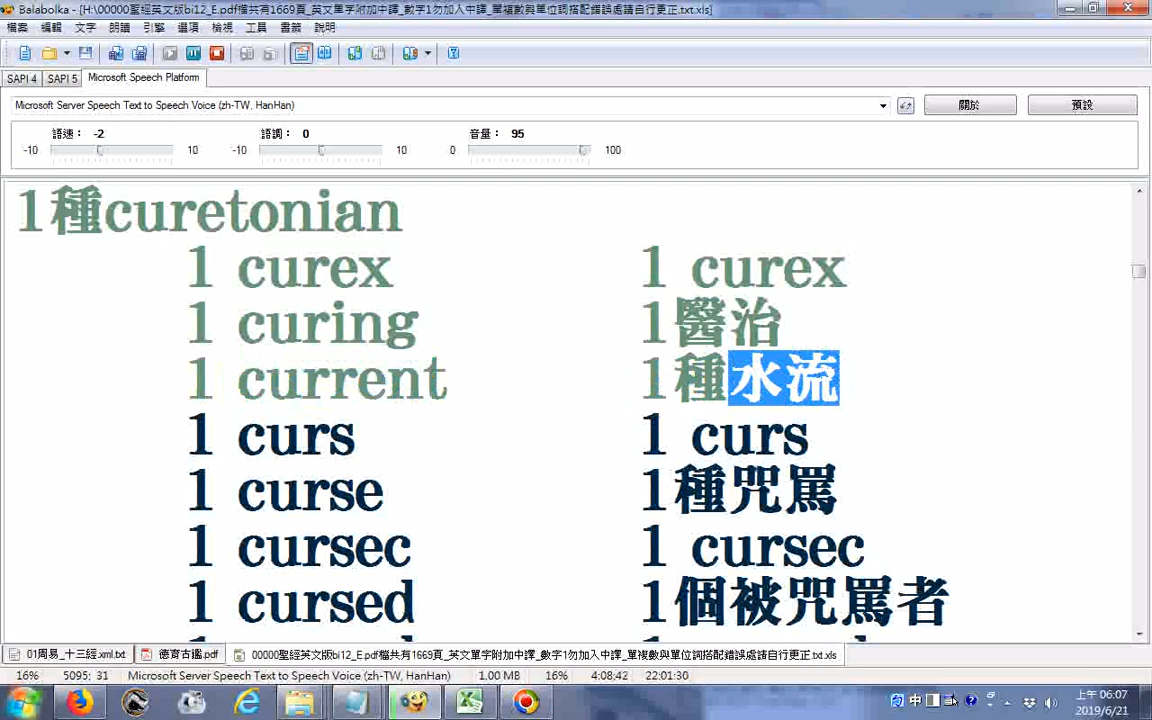 Balabolka - [H:\00000聖經英文版bi12_E.pdf檔共有1669頁_英文單字附加中譯_數字1勿加入中譯_單複數與單位詞搭配錯誤處請自行更正.txt.xls]
檔案 編輯 文字 朗讀 引擎 選項 檢視 工具 書籤 說明
SAPI 4 SAPI 5 Microsoft Speech Platform
Microsoft Server Speech Text to Speech Voice (zh-TW, HanHan) 關於 預設
語速： -2 語調： 0 音量： 95
-10 10 -10 10 0 100
1種curetonian
1 curex 1 curex
1 curing 1醫治
1 current 1種水流
1 curs 1 curs
1 curse 1種咒罵
1 cursec 1 cursec
1 cursed 1個被咒罵者
01周易_十三經.xml.txt 德育古鑑.pdf 00000聖經英文版bi12_E.pdf檔共有1669頁_英文單字附加中譯_數字1勿加入中譯_單複數與單位詞搭配錯誤處請自行更正.txt.xls
16% 5095; 31 Microsoft Server Speech Text to Speech Voice (zh-TW, HanHan) 1,00 MB 16% 4:08:42 22:01:30
中 上午 06:07
2019/6/21